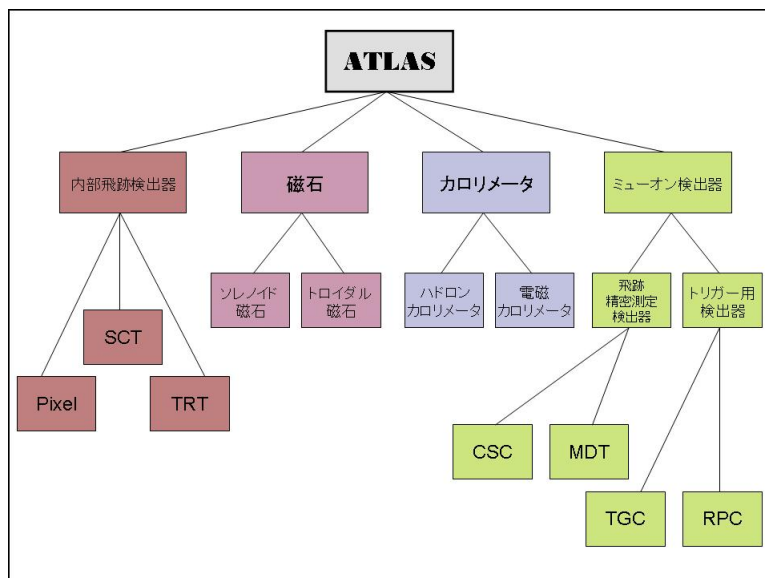 ATLAS
内部飛跡検出器
磁石
カロリメータ
ミューオン検出器
ソレノイド
磁石
トロイダル
磁石
ハドロン
カロリメータ
電磁
カロリメータ
飛跡
精密測定
検出器
トリガー用
検出器
SCT
Pixel
TRT
CSC
MDT
TGC
RPC